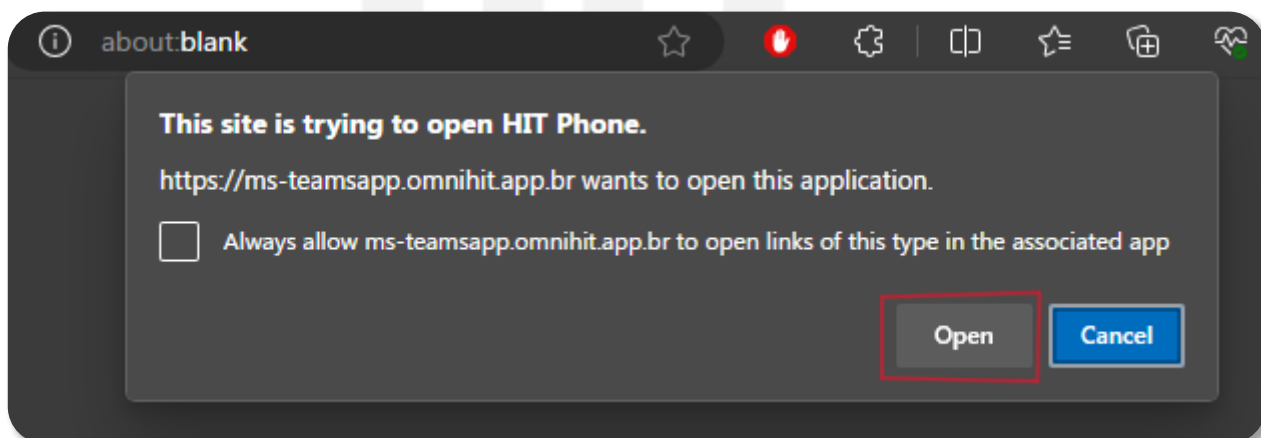 about:blank
This site is trying to open HIT Phone.
https://ms-teamsapp.omnihit.app.br wants to open this application.
Always allow ms-teamsapp.omnihit.app.br to open links of this type in the associated app
Open Cancel